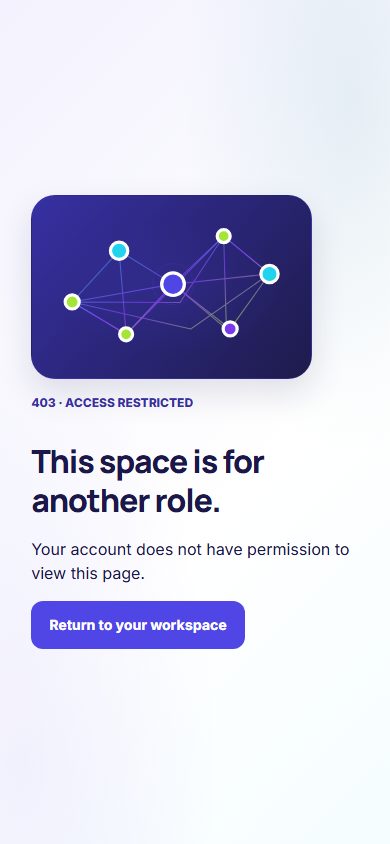 403 · ACCESS RESTRICTED
This space is for
another role.
Your account does not have permission to
view this page.
Return to your workspace